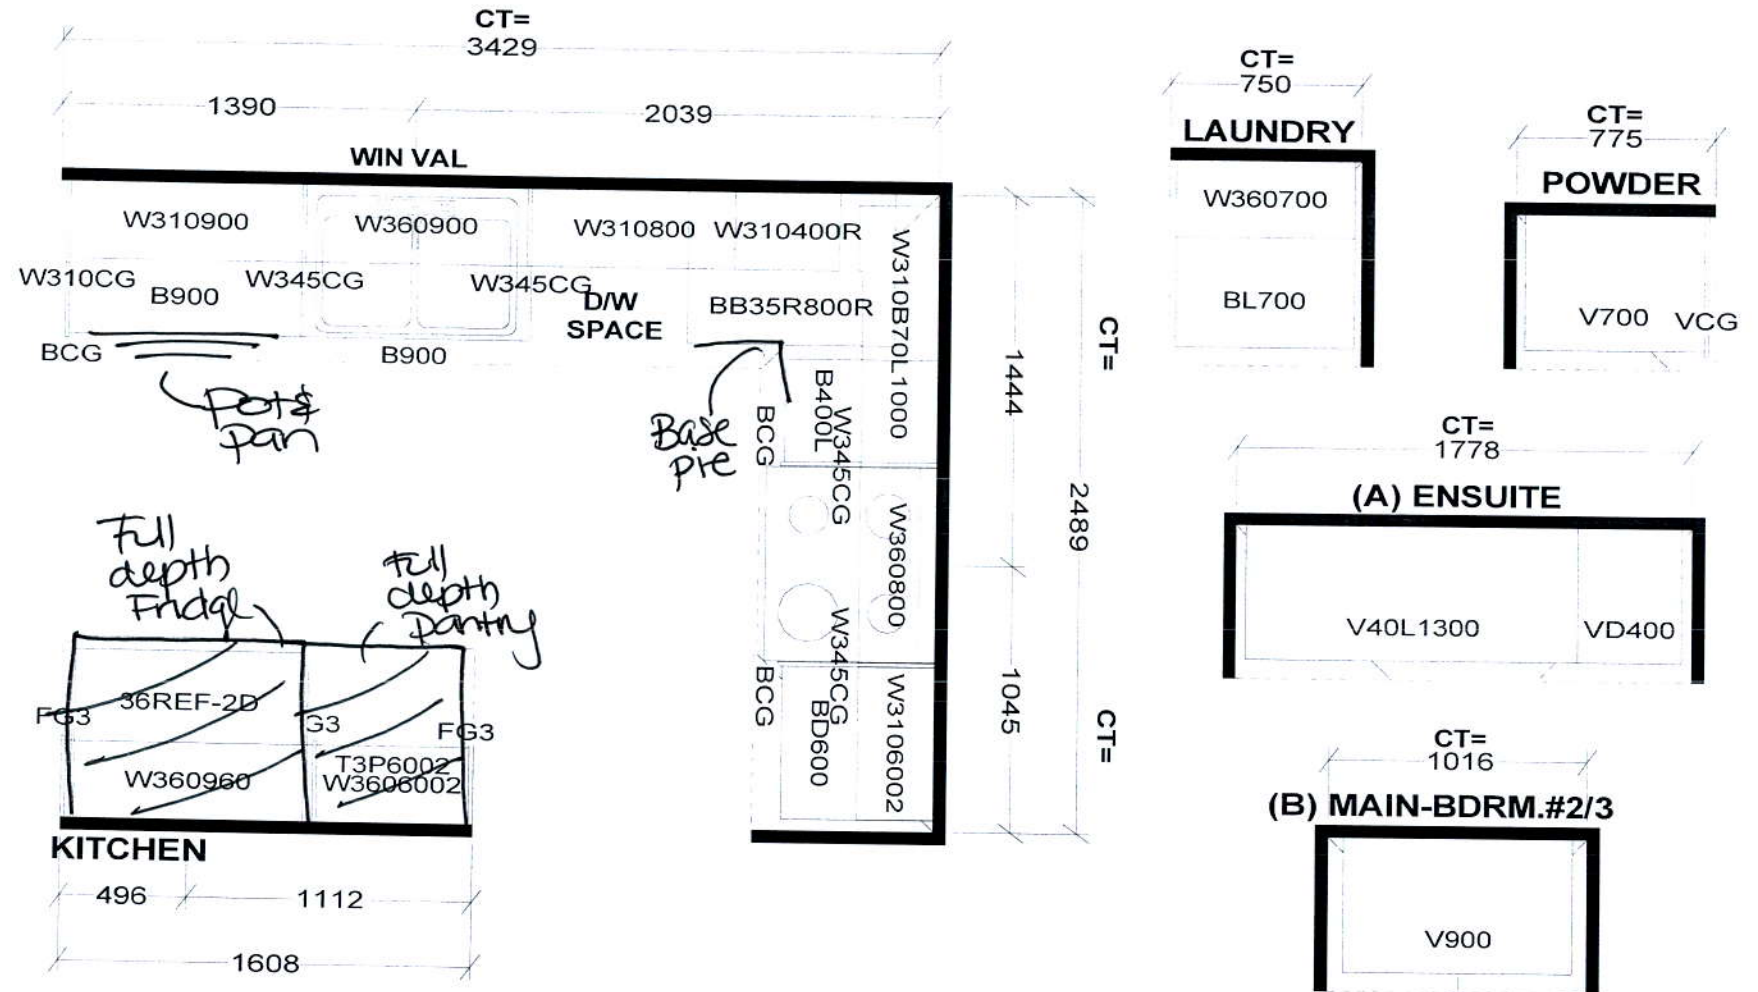 CT=
3429
1390
2039
WIN VAL
W310900
W360900
W310800
W310400R
W310CG
B900
W345CG
W345CG
D/W
SPACE
BB35R800R
W310B70L1000
BCG
B900
Pot &
pan
Base
pie
BCG
B400L
W345CG
W360800
W345CG
BCG
BD600
W3106002
1444
1045
2489
CT=
CT=
Full
depth
Fridge
Full
depth
pantry
36REF-2D
FG3
G3
FG3
W360960
T3P6002
W3606002
KITCHEN
496
1112
1608
CT=
750
LAUNDRY
W360700
BL700
CT=
775
POWDER
V700
VCG
CT=
1778
(A) ENSUITE
V40L1300
VD400
CT=
1016
(B) MAIN-BDRM.#2/3
V900